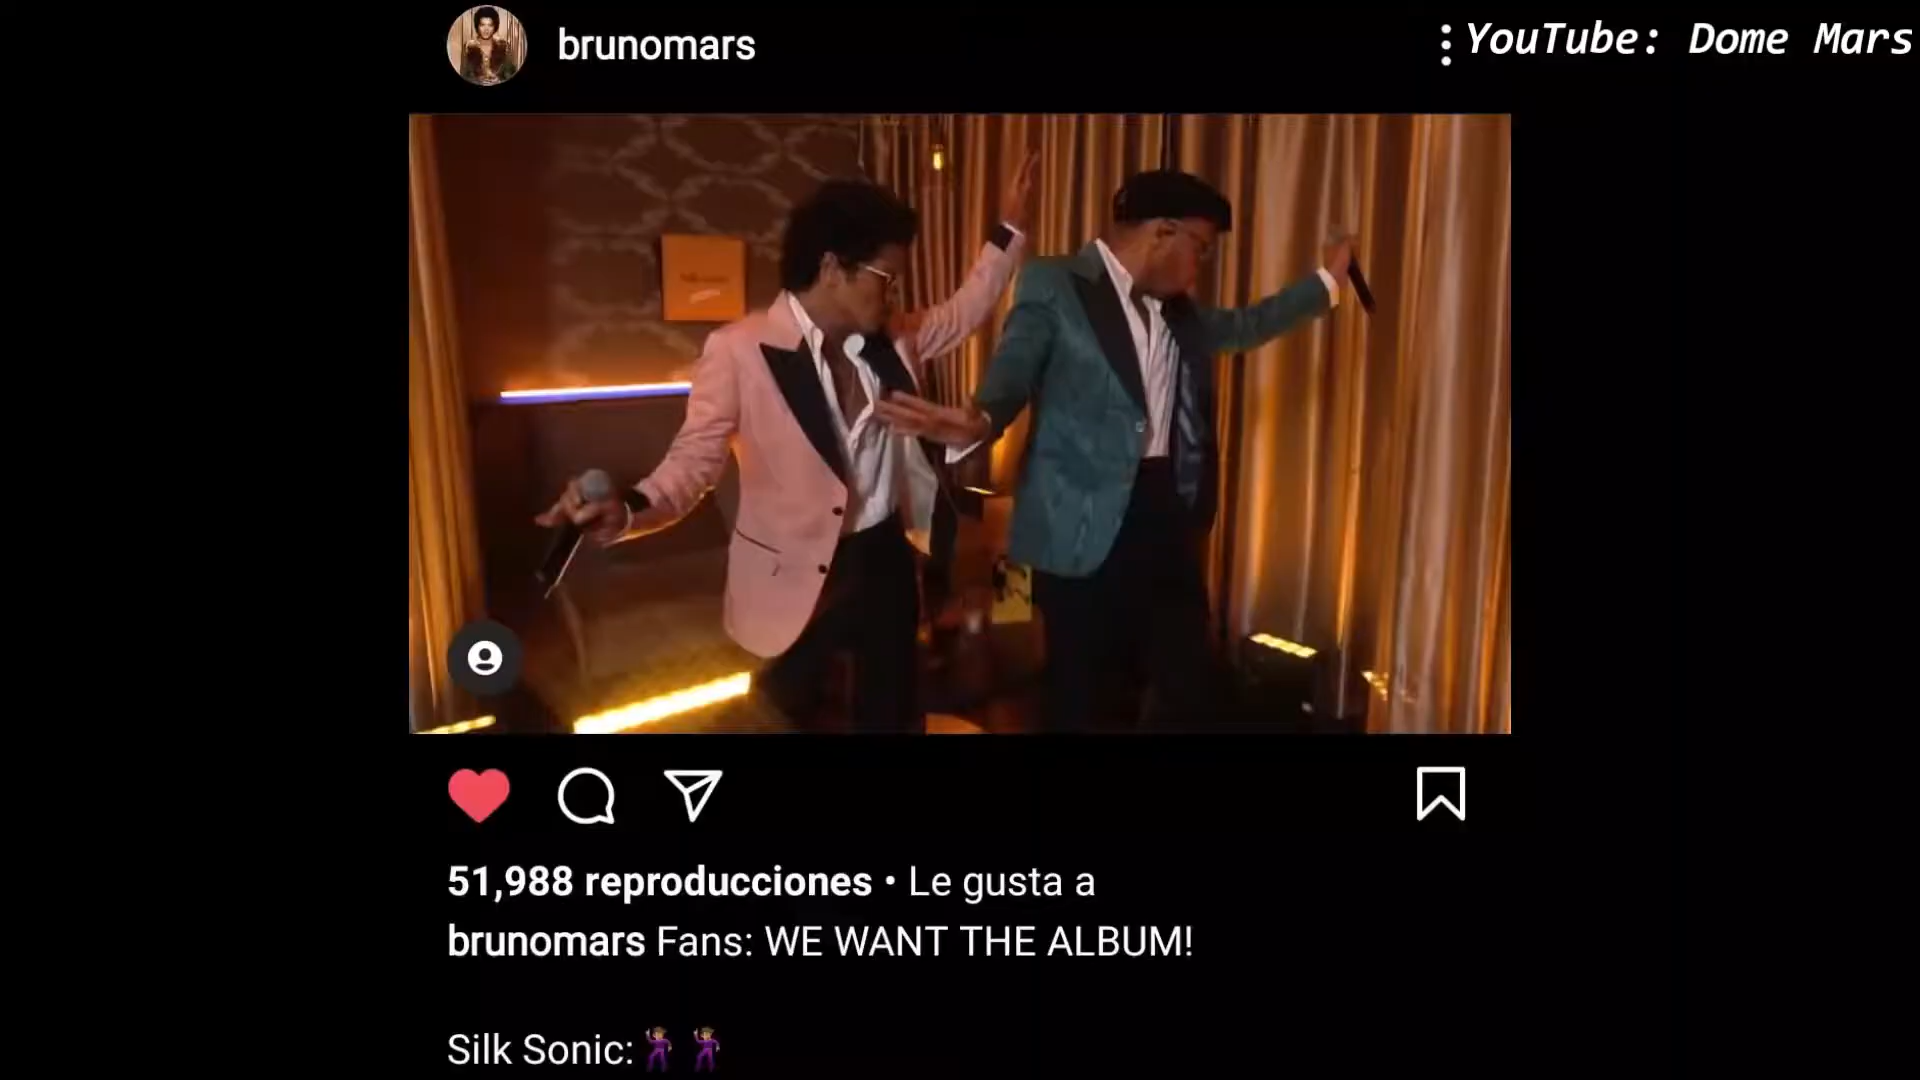 brunomars
YouTube: Dome Mars
51,988 reproducciones • Le gusta a
brunomars Fans: WE WANT THE ALBUM!
Silk Sonic:🕺🕺